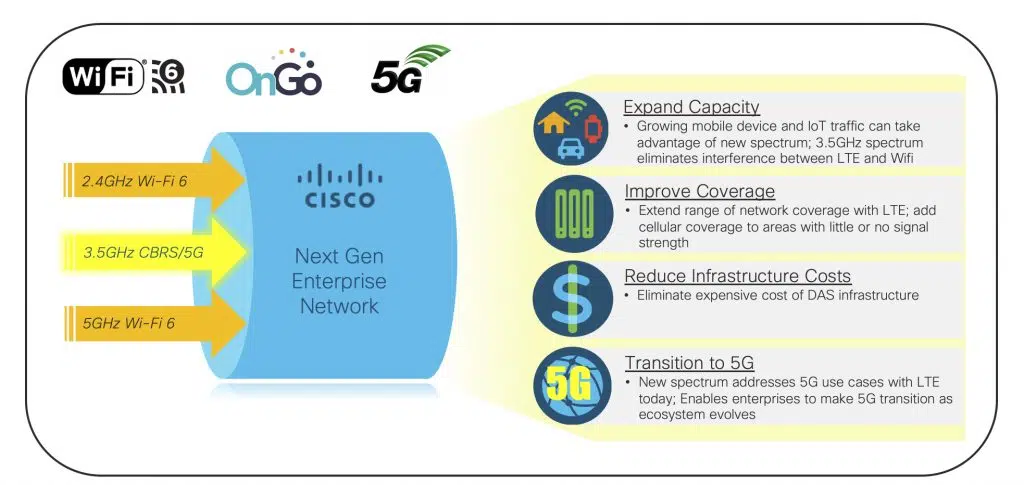 WiFi® 6
OnGo
5G
2.4GHz Wi-Fi 6
3.5GHz CBRS/5G
5GHz Wi-Fi 6
CISCO
Next Gen
Enterprise
Network
Expand Capacity
• Growing mobile device and IoT traffic can take
advantage of new spectrum; 3.5GHz spectrum
eliminates interference between LTE and Wifi
Improve Coverage
• Extend range of network coverage with LTE; add
cellular coverage to areas with little or no signal
strength
Reduce Infrastructure Costs
• Eliminate expensive cost of DAS infrastructure
$
5G
Transition to 5G
• New spectrum addresses 5G use cases with LTE
today; Enables enterprises to make 5G transition as
ecosystem evolves